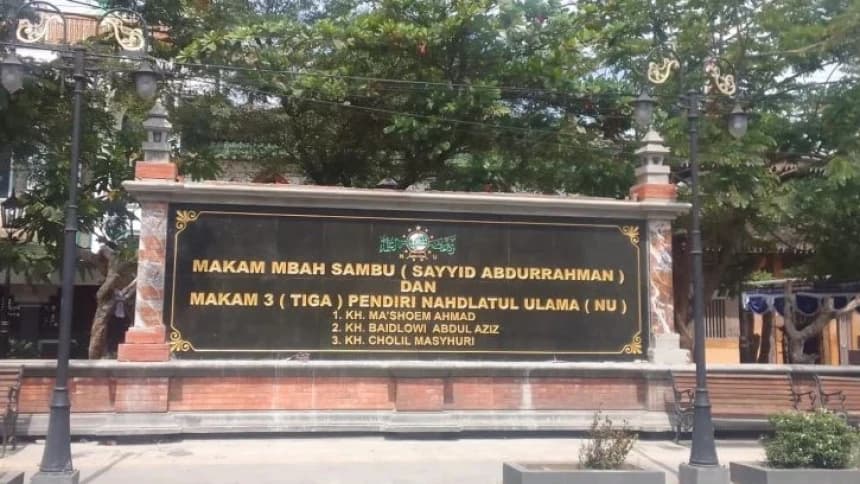 N U
MAKAM MBAH SAMBU ( SAYYID ABDURRAHMAN )
DAN
MAKAM 3 ( TIGA ) PENDIRI NAHDLATUL ULAMA ( NU )
1. KH. MA'SHOEM AHMAD
2. KH. BAIDLOWI ABDUL AZIZ
3. KH. CHOLIL MASYHURI